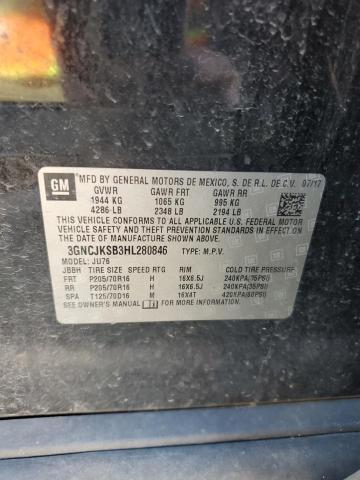 GM
MFD BY GENERAL MOTORS DE MEXICO, S. DE R.L. DE C.V. 07/17
GVWR GAWR FRT GAWR RR
1944 KG 1065 KG 995 KG
4286 LB 2348 LB 2194 LB
THIS VEHICLE CONFORMS TO ALL APPLICABLE U.S. FEDERAL MOTOR
VEHICLE SAFETY AND THEFT PREVENTION STANDARDS IN EFFECT ON
THE DATE OF MANUFACTURE SHOWN ABOVE.
3GNCJKSB3HL280846 TYPE: M.P.V.
MODEL: JU76
JBBH TIRE SIZE SPEED RTG RIM COLD TIRE PRESSURE
FRT P205/70R16 H 16X6.5J 240KPA(35PSI)
RR P205/70R16 H 16X6.5J 240KPA(35PSI)
SPA T125/70D16 M 16X4T 420KPA(60PSI)
SEE OWNER'S MANUAL FOR MORE INFORMATION.